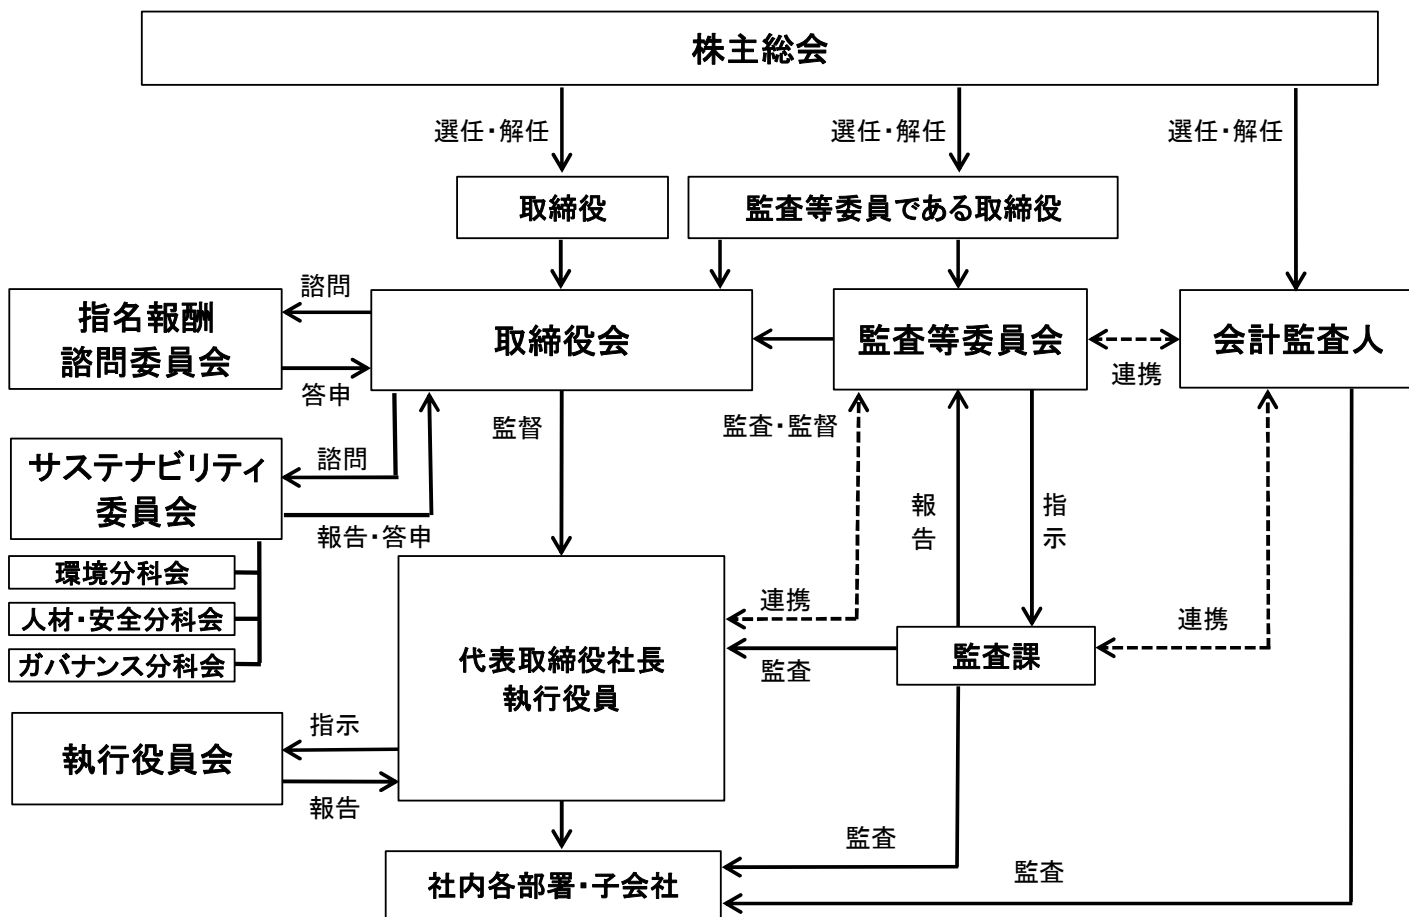 株主総会
選任・解任
選任・解任
選任・解任
取締役
監査等委員である取締役
諮問
指名報酬
諮問委員会
取締役会
監査等委員会
会計監査人
連携
答申
監督
監査・監督
サステナビリティ
委員会
諮問
報告・答申
報
告
指
示
環境分科会
人材・安全分科会
ガバナンス分科会
連携
連携
代表取締役社長
執行役員
監査課
監査
執行役員会
指示
報告
監査
監査
社内各部署・子会社